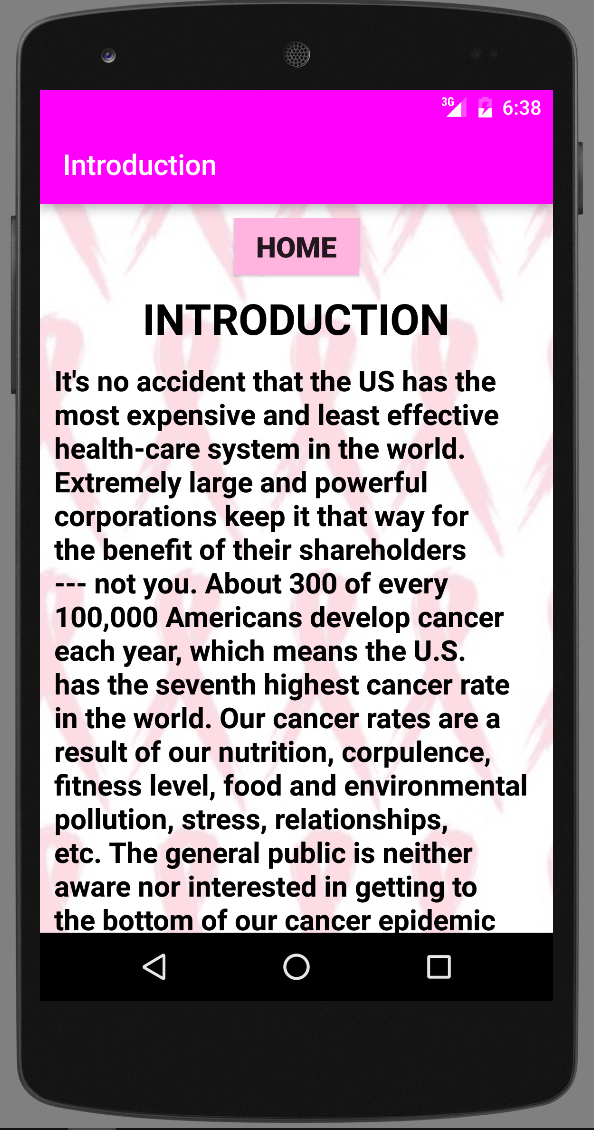 3G 6:38
Introduction
HOME
INTRODUCTION
It's no accident that the US has the
most expensive and least effective
health-care system in the world.
Extremely large and powerful
corporations keep it that way for
the benefit of their shareholders
--- not you. About 300 of every
100,000 Americans develop cancer
each year, which means the U.S.
has the seventh highest cancer rate
in the world. Our cancer rates are a
result of our nutrition, corpulence,
fitness level, food and environmental
pollution, stress, relationships,
etc. The general public is neither
aware nor interested in getting to
the bottom of our cancer epidemic